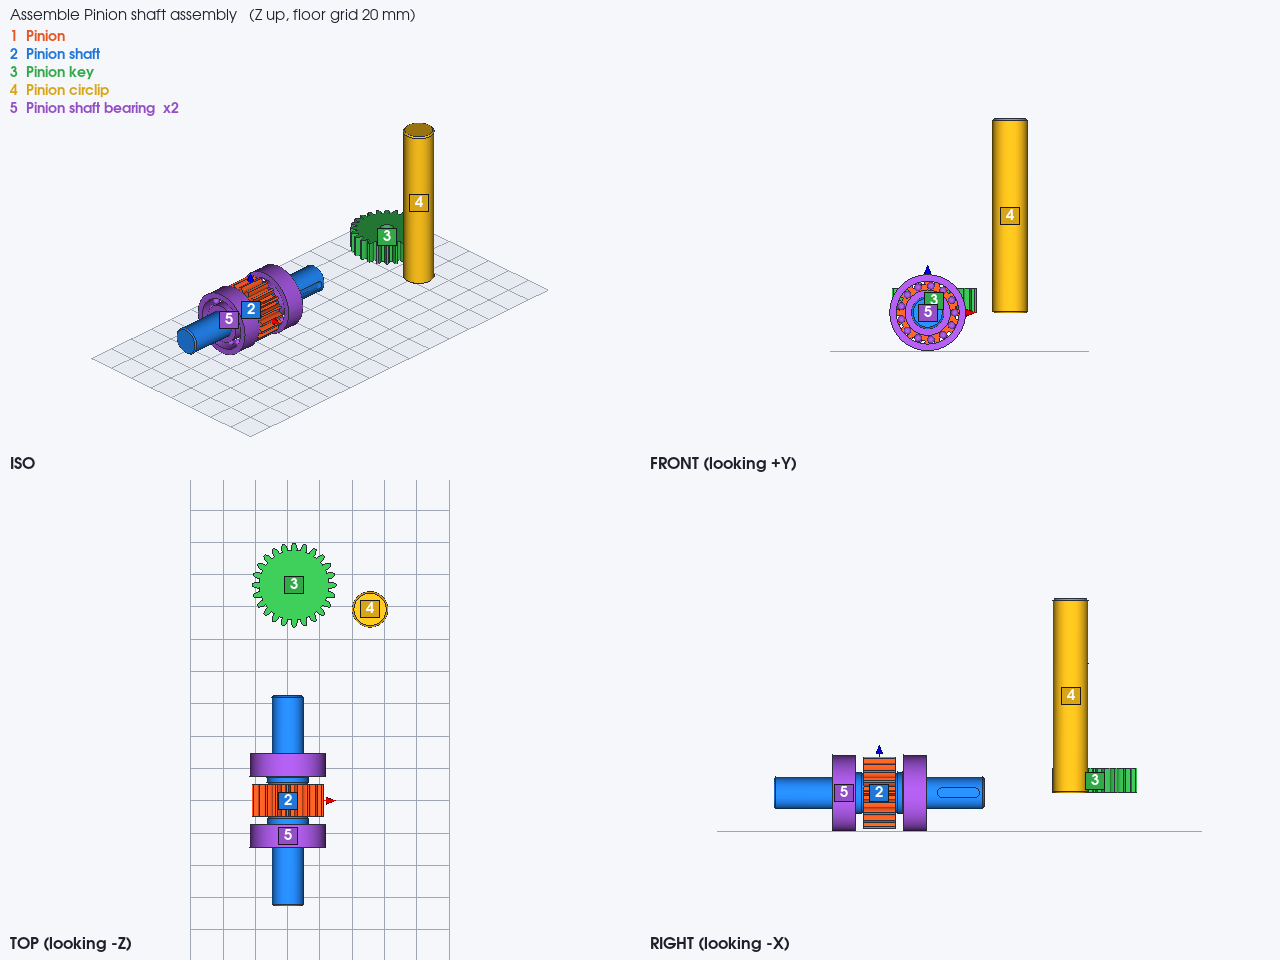 Assemble Pinion shaft assembly (Z up, floor grid 20 mm)
1 Pinion
2 Pinion shaft
3 Pinion key
4 Pinion circlip
5 Pinion shaft bearing x2
4
3
2
5
ISO
4
3
5
FRONT (looking +Y)
3
4
2
5
TOP (looking -Z)
4
3
5
2
RIGHT (looking -X)